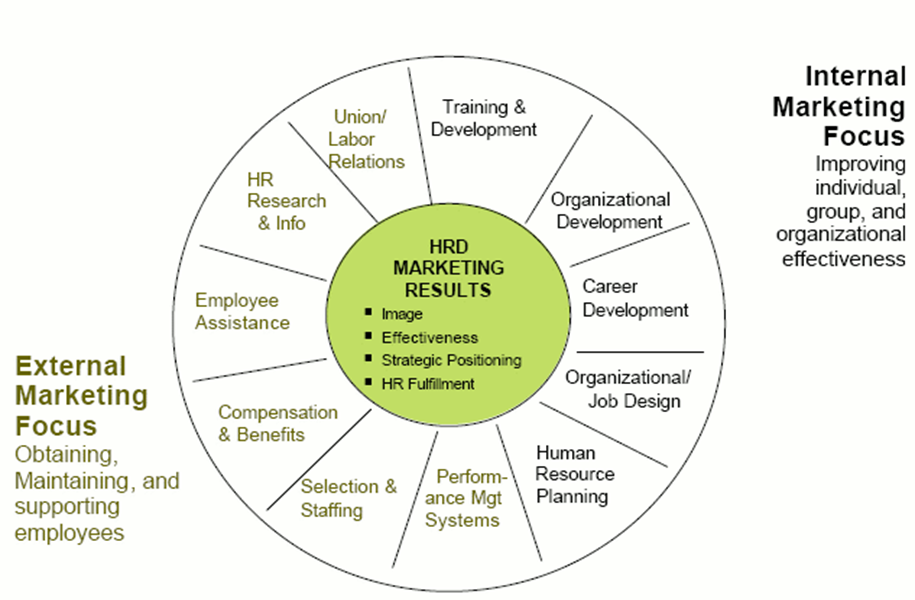 Internal
Marketing
Focus
Improving
individual,
group, and
organizational
effectiveness
Training &
Development
Organizational
Development
Career
Development
Organizational/
Job Design
Human
Resource
Planning
Perform-
ance Mgt
Systems
Selection &
Staffing
Compensation
& Benefits
Employee
Assistance
HR
Research
& Info
Union/
Labor
Relations
HRD
MARKETING
RESULTS
▪ Image
▪ Effectiveness
▪ Strategic Positioning
▪ HR Fulfillment
External
Marketing
Focus
Obtaining,
Maintaining, and
supporting
employees